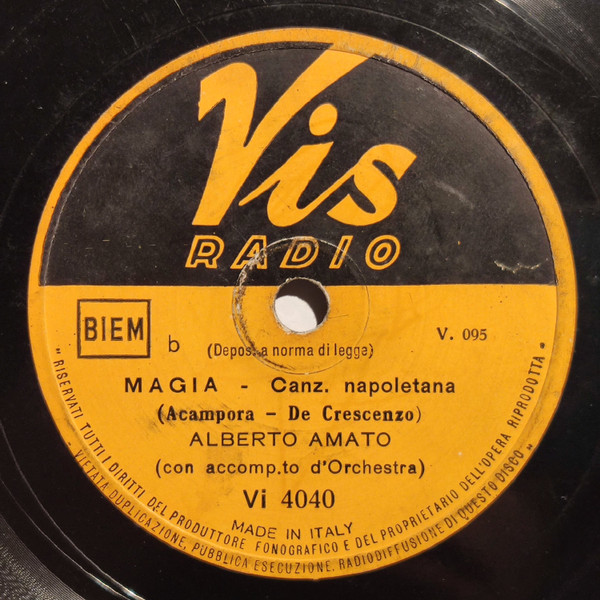 Vis
RADIO
BIEM
b
V. 095
(Depos. a norma di legga)
MAGIA - Canz. napoletana
(Acampora - De Crescenzo)
ALBERTO AMATO
(con accomp.to d'Orchestra)
Vi 4040
MADE IN ITALY
"RISERVATI TUTTI I DIRITTI DEL PRODUTTORE FONOGRAFICO E DEL PROPRIETARIO DELL'OPERA RIPRODOTTA"
- VIETATA DUPLICAZIONE, PUBBLICA ESECUZIONE, RADIODIFFUSIONE DI QUESTO DISCO"